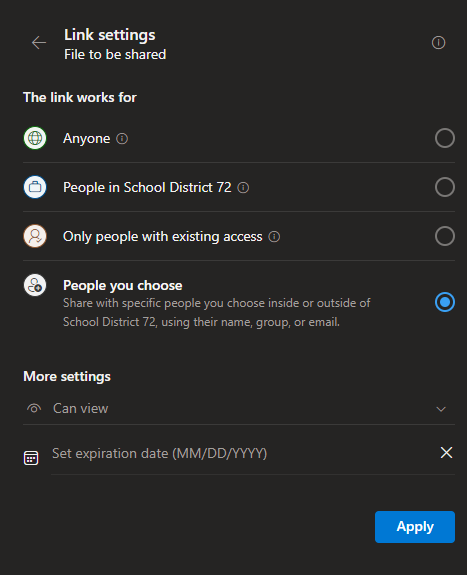 Link settings
File to be shared
The link works for
Anyone
People in School District 72
Only people with existing access
People you choose
Share with specific people you choose inside or outside of
School District 72, using their name, group, or email.
More settings
Can view
Set expiration date (MM/DD/YYYY)
Apply